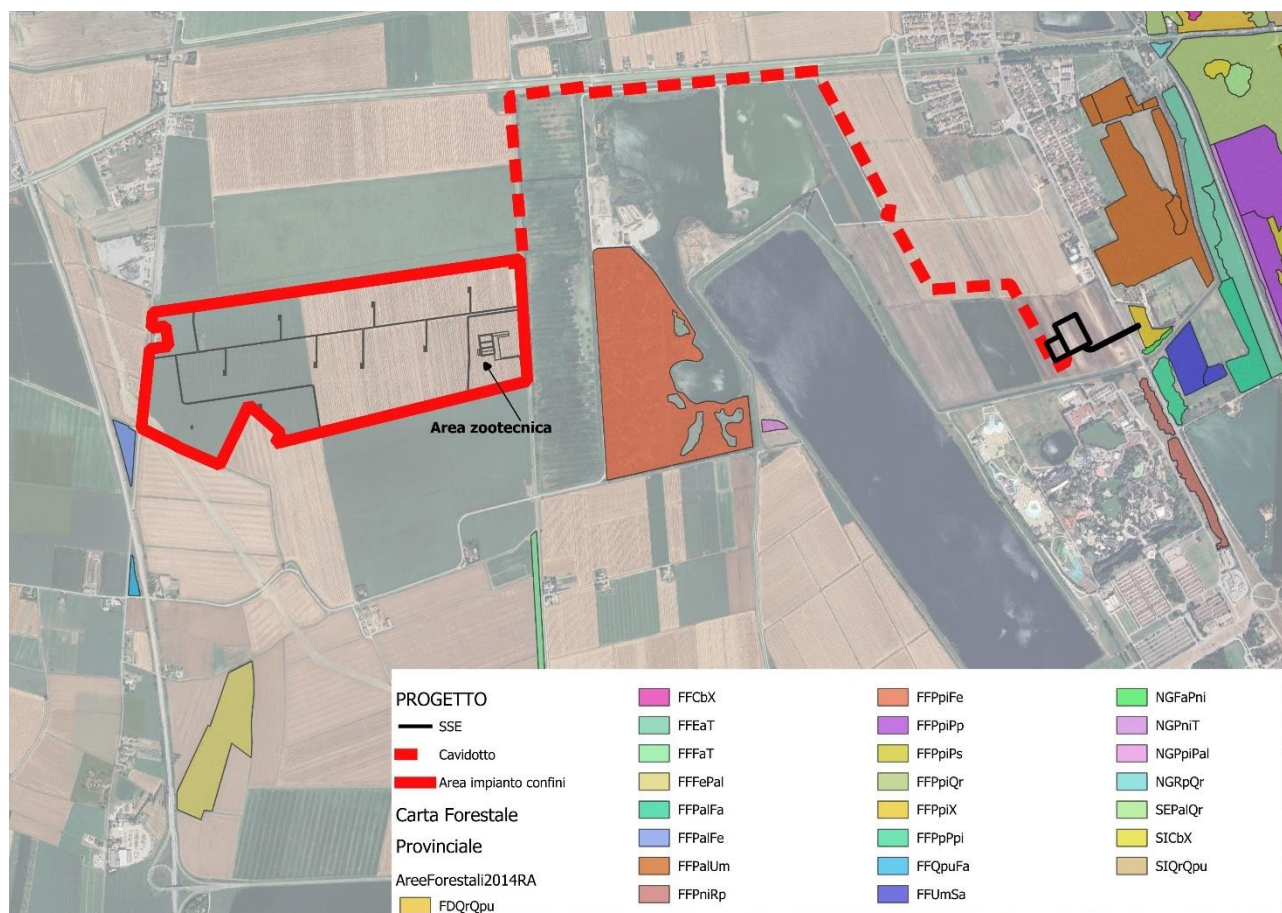 Area zootecnica
PROGETTO
SSE
Cavidotto
Area impianto confini
Carta Forestale
Provinciale
AreeForestali2014RA
FDQrQpu
FFCbX
FFEaT
FFFaT
FFFePal
FFPalFa
FFPalFe
FFPalUm
FFPniRp
FFPpiFe
FFPpiPp
FFPpiPs
FFPpiQr
FFPpiX
FFPpPpi
FFQpuFa
FFUmSa
NGFaPni
NGPniT
NGPpiPal
NGRpQr
SEPalQr
SICbX
SIQrQpu